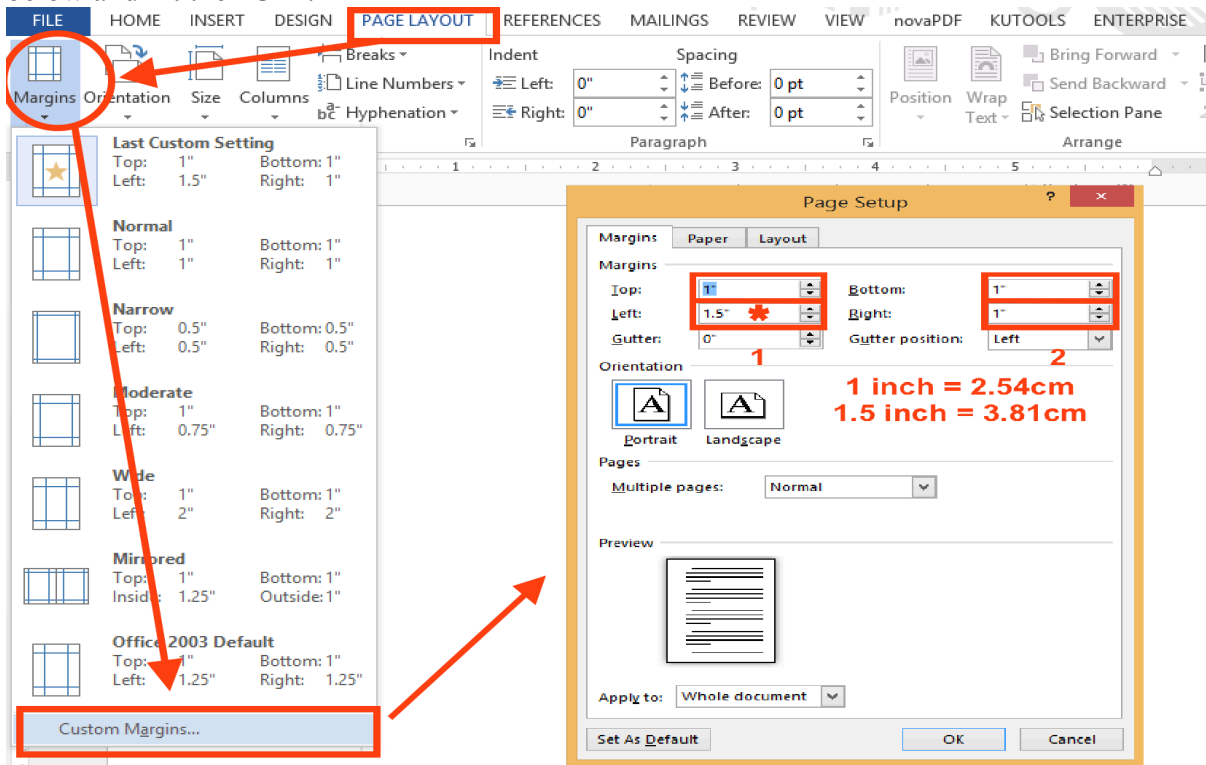 FILE HOME INSERT DESIGN PAGE LAYOUT REFERENCES MAILINGS REVIEW VIEW novaPDF KUTOOLS ENTERPRISE
Margins Orientation Size Columns
Breaks
Line Numbers
Hyphenation
Indent Spacing
Left: 0" Before: 0 pt
Right: 0" After: 0 pt
Paragraph
Position Wrap Text
Bring Forward
Send Backward
Selection Pane
Arrange
1 2 3 4 5
Last Custom Setting
Top: 1" Bottom: 1"
Left: 1.5" Right: 1"
Normal
Top: 1" Bottom: 1"
Left: 1" Right: 1"
Narrow
Top: 0.5" Bottom: 0.5"
Left: 0.5" Right: 0.5"
Moderate
Top: 1" Bottom: 1"
Left: 0.75" Right: 0.75"
Wide
Top: 1" Bottom: 1"
Left: 2" Right: 2"
Mirrored
Top: 1" Bottom: 1"
Inside: 1.25" Outside: 1"
Office 2003 Default
Top: 1" Bottom: 1"
Left: 1.25" Right: 1.25"
Custom Margins...
Page Setup ? ×
Margins Paper Layout
Margins
Top: 1" Bottom: 1"
Left: 1.5" * Right: 1"
Gutter: 0" Gutter position: Left
1 2
Orientation
1 inch = 2.54cm
1.5 inch = 3.81cm
A A
Portrait Landscape
Pages
Multiple pages: Normal
Preview
Apply to: Whole document
Set As Default OK Cancel